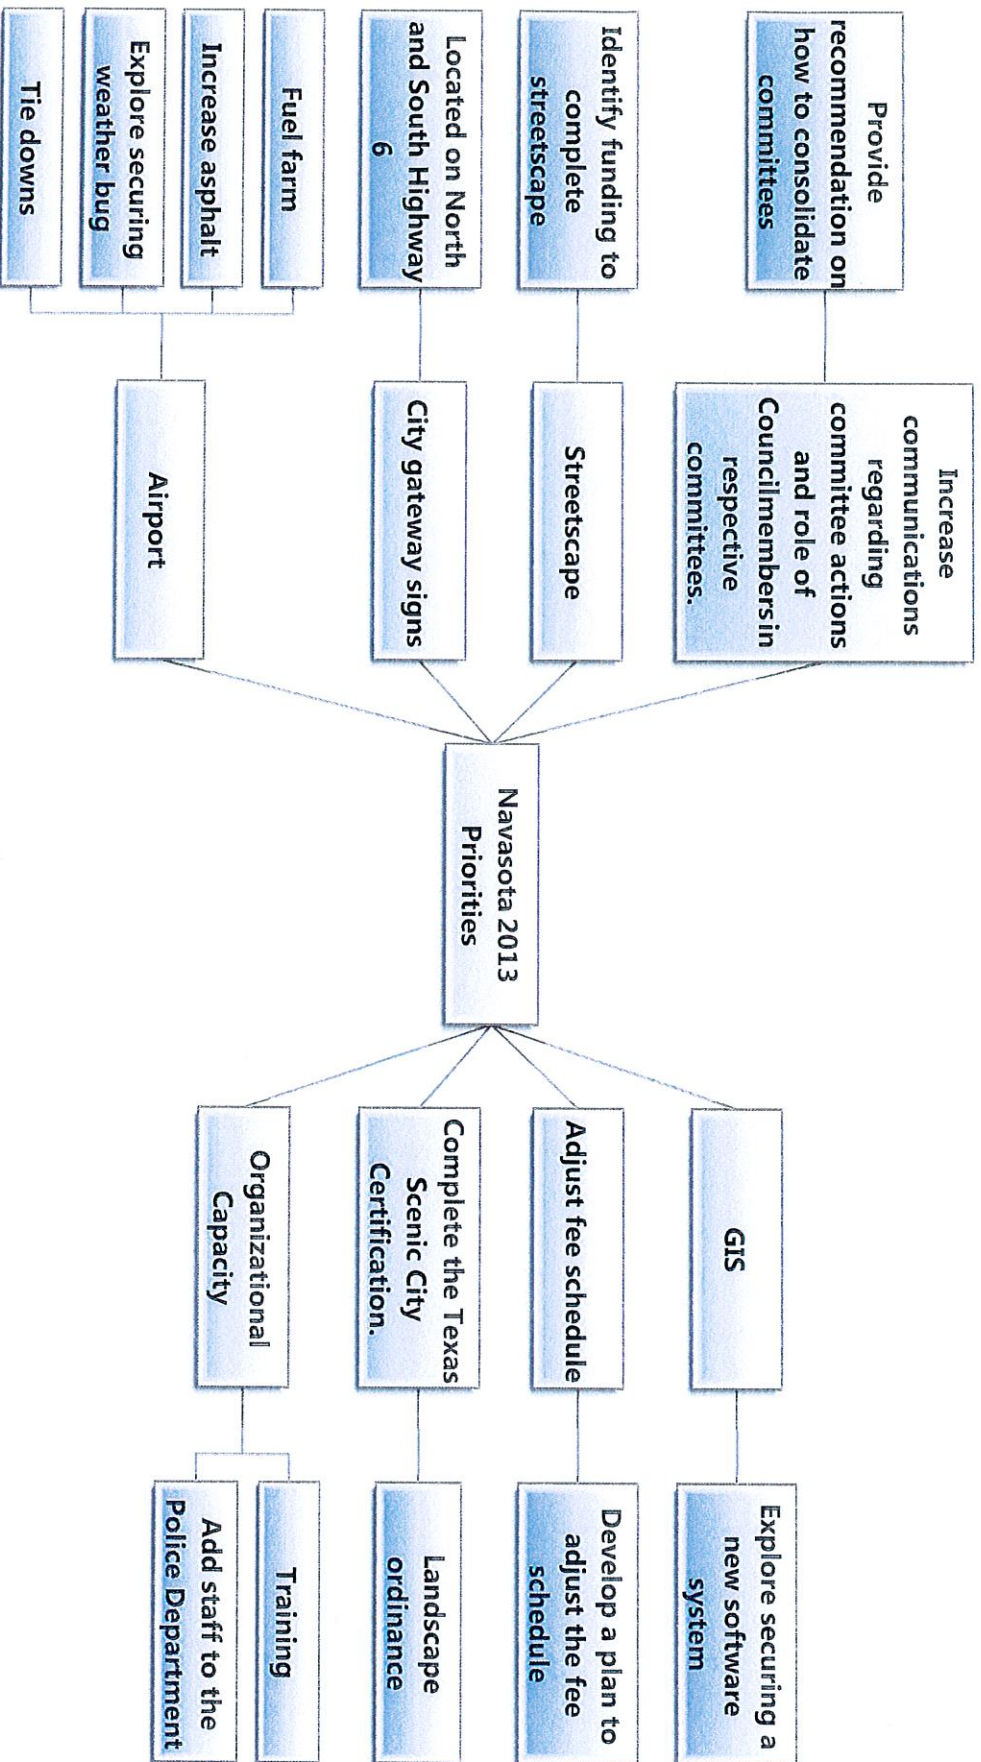 Provide
recommendation on
how to consolidate
committees
Increase
communications
regarding
committee actions
and role of
Councilmembers in
respective
committees.
Identify funding to
complete
streetscape
Streetscape
Located on North
and South Highway
6
City gateway signs
Fuel farm
Increase asphalt
Explore securing
weather bug
Tie downs
Airport
Navasota 2013
Priorities
GIS
Explore securing a
new software
system
Adjust fee schedule
Develop a plan to
adjust the fee
schedule
Complete the Texas
Scenic City
Certification.
Landscape
ordinance
Organizational
Capacity
Training
Add staff to the
Police Department